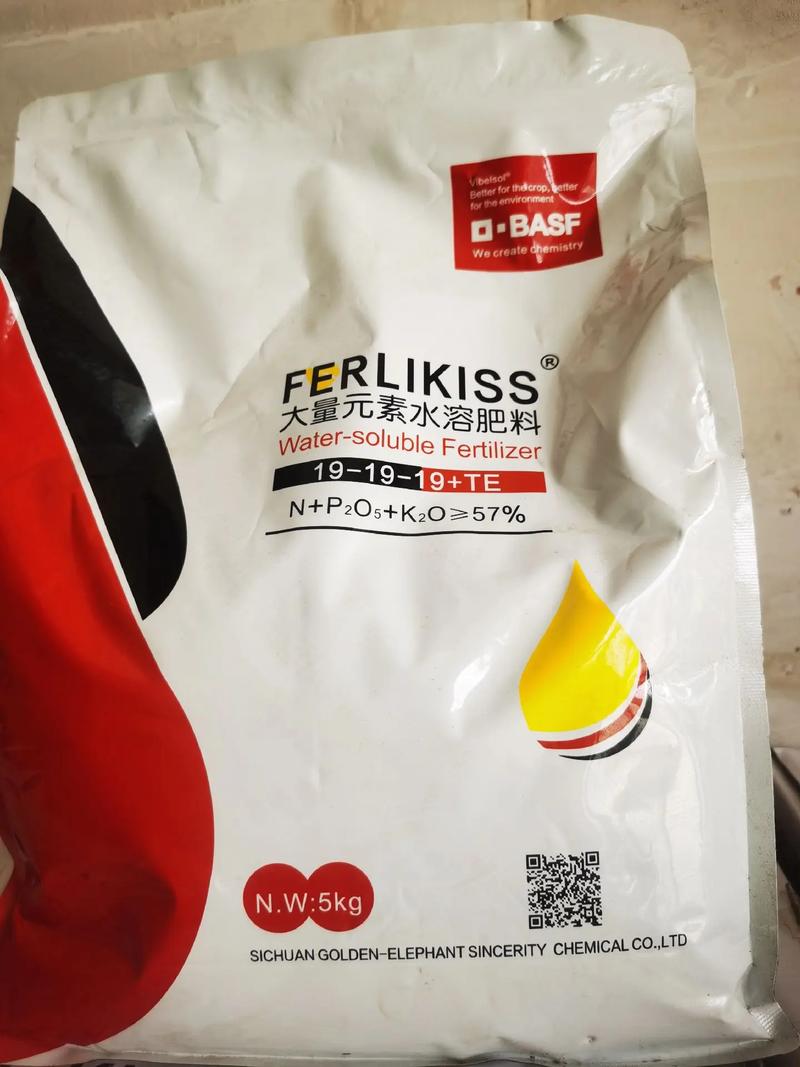 Vibelsol®
Better for the crop, better
for the environment
BASF
We create chemistry
FERLIKISS®
大量元素水溶肥料
Water-soluble Fertilizer
19-19-19+TE
N+P₂O₅+K₂O≥57%
N.W:5kg
SICHUAN GOLDEN-ELEPHANT SINCERITY CHEMICAL CO.,LTD